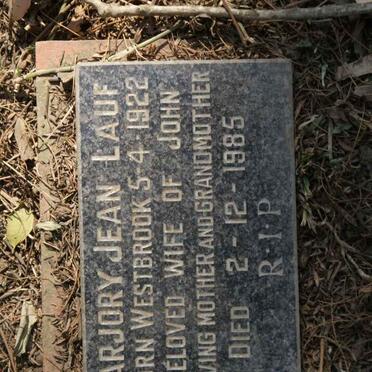 ARJORY JEAN LAUF
RN WESTBROOK 5-4 1922
ELOVED WIFE OF JOHN
VING MOTHER AND GRANDMOTHER
DIED 2-12-1985
R·I·P